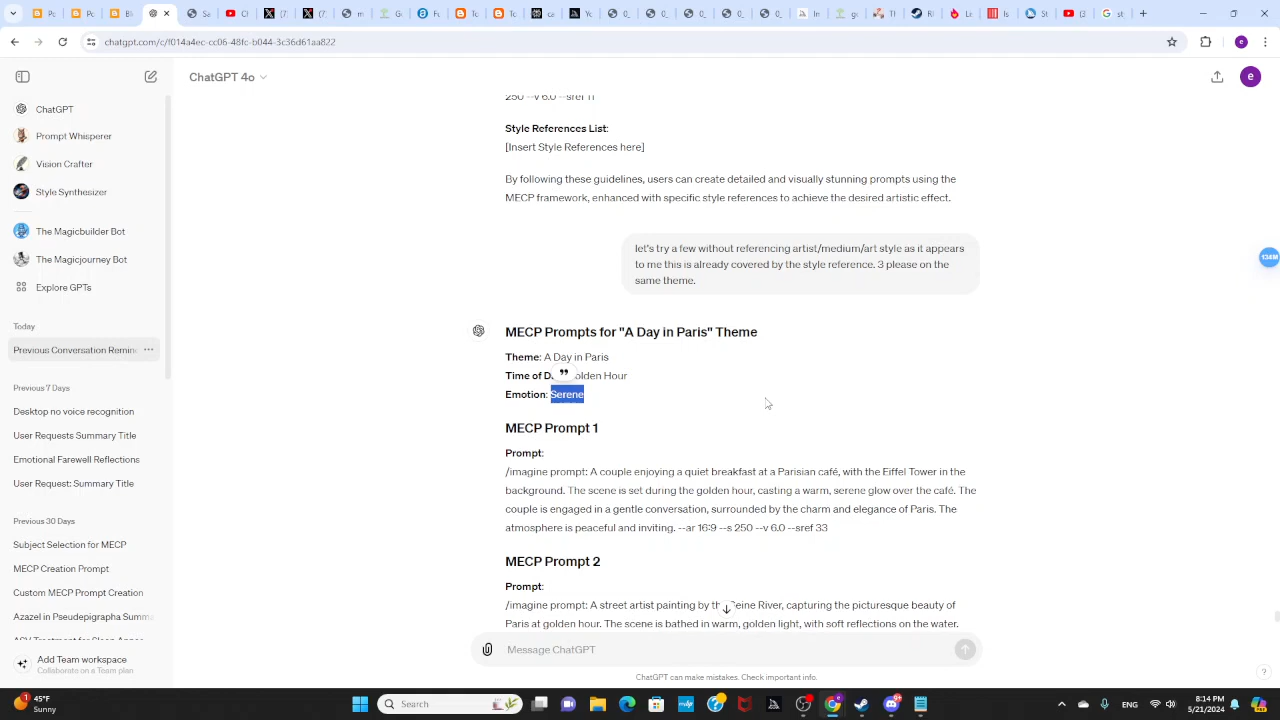 chatgpt.com/c/f014a4ec-cc06-48fc-b044-3c36d61aa822
e
ChatGPT 4o
e
ChatGPT
Prompt Whisperer
Vision Crafter
Style Synthesizer
The Magicbuilder Bot
The Magicjourney Bot
Explore GPTs
Today
Previous Conversation Remin
Previous 7 Days
Desktop no voice recognition
User Requests Summary Title
Emotional Farewell Reflections
User Request: Summary Title
Previous 30 Days
Subject Selection for MECP
MECP Creation Prompt
Custom MECP Prompt Creation
Azazel in Pseudepigrapha Summa
Add Team workspace
Collaborate on a Team plan
250 --v 6.0 --sref 11
Style References List:
[Insert Style References here]
By following these guidelines, users can create detailed and visually stunning prompts using the
MECP framework, enhanced with specific style references to achieve the desired artistic effect.
let's try a few without referencing artist/medium/art style as it appears
to me this is already covered by the style reference. 3 please on the
same theme.
MECP Prompts for "A Day in Paris" Theme
Theme: A Day in Paris
Time of D olden Hour
Emotion: Serene
MECP Prompt 1
Prompt:
/imagine prompt: A couple enjoying a quiet breakfast at a Parisian café, with the Eiffel Tower in the
background. The scene is set during the golden hour, casting a warm, serene glow over the café. The
couple is engaged in a gentle conversation, surrounded by the charm and elegance of Paris. The
atmosphere is peaceful and inviting. --ar 16:9 --s 250 --v 6.0 --sref 33
MECP Prompt 2
Prompt:
/imagine prompt: A street artist painting by th Seine River, capturing the picturesque beauty of
Paris at golden hour. The scene is bathed in warm, golden light, with soft reflections on the water.
Message ChatGPT
ChatGPT can make mistakes. Check important info.
?
134M
45°F
Sunny
Search
ENG
8:14 PM
5/21/2024